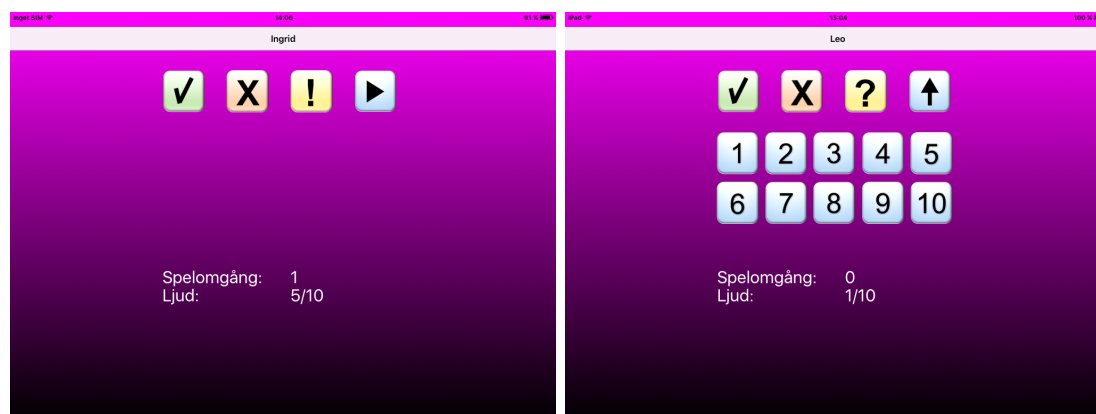 Inget SIM 14:06 91 %
Ingrid
√ X ! 
Spelomgång: 1
Ljud: 5/10
iPad 13:04 100 %
Leo
√ X ?
1 2 3 4 5
6 7 8 9 10
Spelomgång: 0
Ljud: 1/10